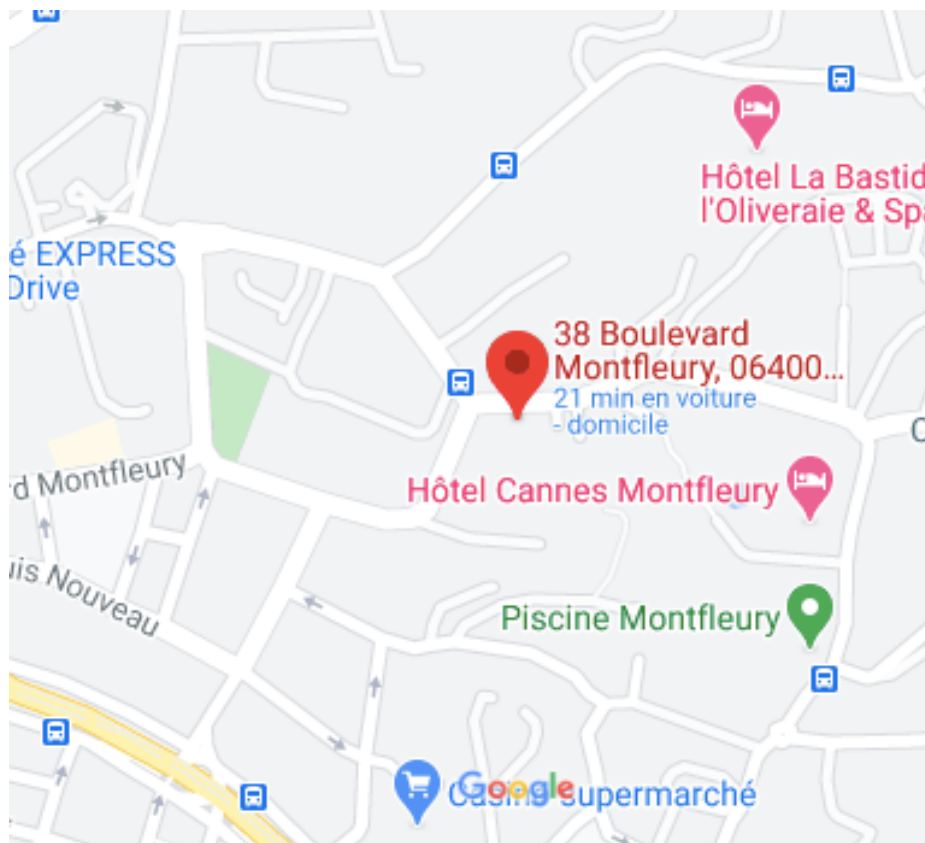 Hôtel La Bastid
l'Oliveraie & Spa
é EXPRESS
Drive
38 Boulevard
Montfleury, 06400...
21 min en voiture
- domicile
C
rd Montfleury
Hôtel Cannes Montfleury
uis Nouveau
Piscine Montfleury
Google
Casino supermarché